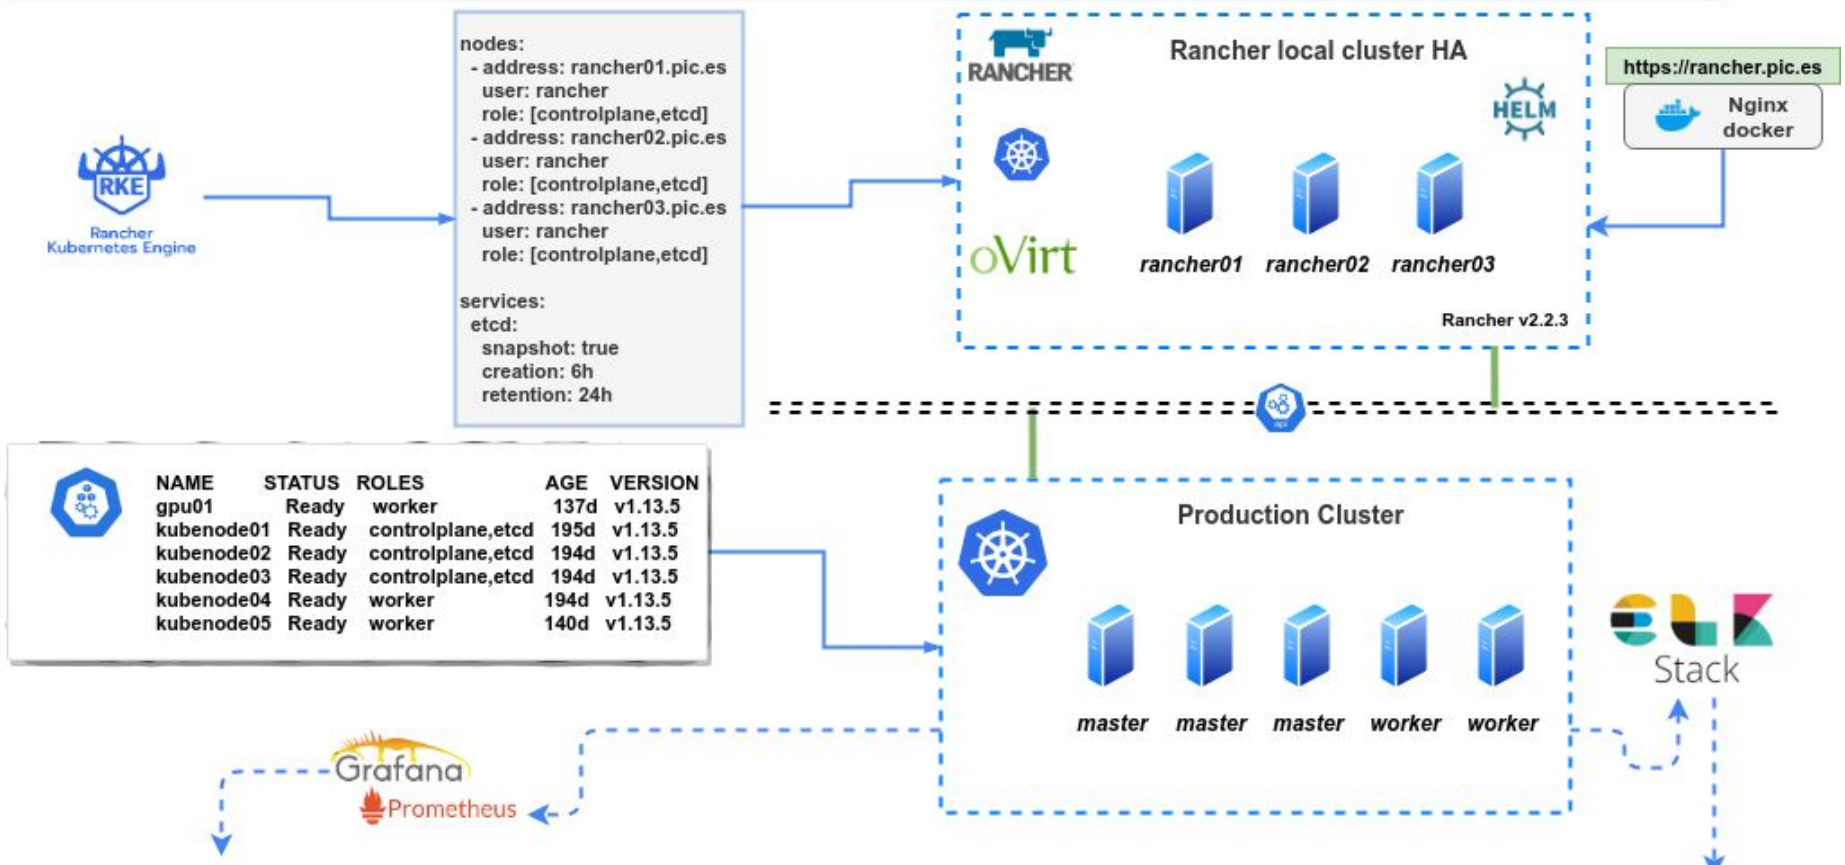 nodes:
- address: rancher01.pic.es
user: rancher
role: [controlplane,etcd]
- address: rancher02.pic.es
user: rancher
role: [controlplane,etcd]
- address: rancher03.pic.es
user: rancher
role: [controlplane,etcd]
services:
etcd:
snapshot: true
creation: 6h
retention: 24h
RKE
Rancher
Kubernetes Engine
RANCHER
Rancher local cluster HA
HELM
oVirt
rancher01 rancher02 rancher03
Rancher v2.2.3
https://rancher.pic.es
Nginx
docker
api
NAME STATUS ROLES AGE VERSION
gpu01 Ready worker 137d v1.13.5
kubenode01 Ready controlplane,etcd 195d v1.13.5
kubenode02 Ready controlplane,etcd 194d v1.13.5
kubenode03 Ready controlplane,etcd 194d v1.13.5
kubenode04 Ready worker 194d v1.13.5
kubenode05 Ready worker 140d v1.13.5
Production Cluster
master master master worker worker
ELK
Stack
Grafana
Prometheus